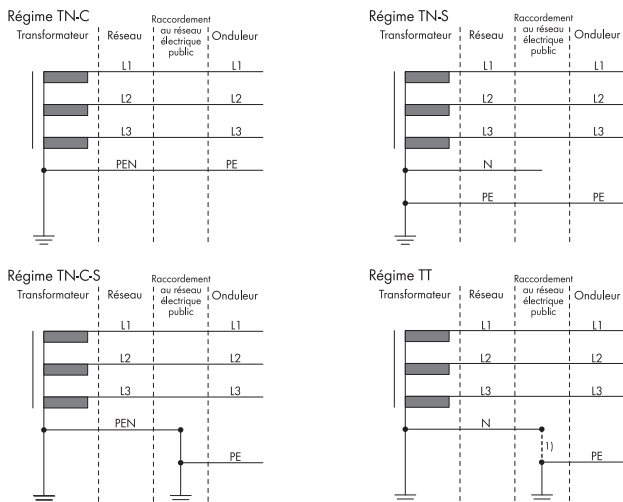 Régime TN-C
Transformateur
Réseau
Raccordement
au réseau
électrique
public
Onduleur
L1
L1
L2
L2
L3
L3
PEN
PE
Régime TN-S
Transformateur
Réseau
Raccordement
au réseau
électrique
public
Onduleur
L1
L1
L2
L2
L3
L3
N
PE
PE
Régime TN-C-S
Transformateur
Réseau
Raccordement
au réseau
électrique
public
Onduleur
L1
L1
L2
L2
L3
L3
PEN
PE
Régime TT
Transformateur
Réseau
Raccordement
au réseau
électrique
public
Onduleur
L1
L1
L2
L2
L3
L3
N
1)
PE